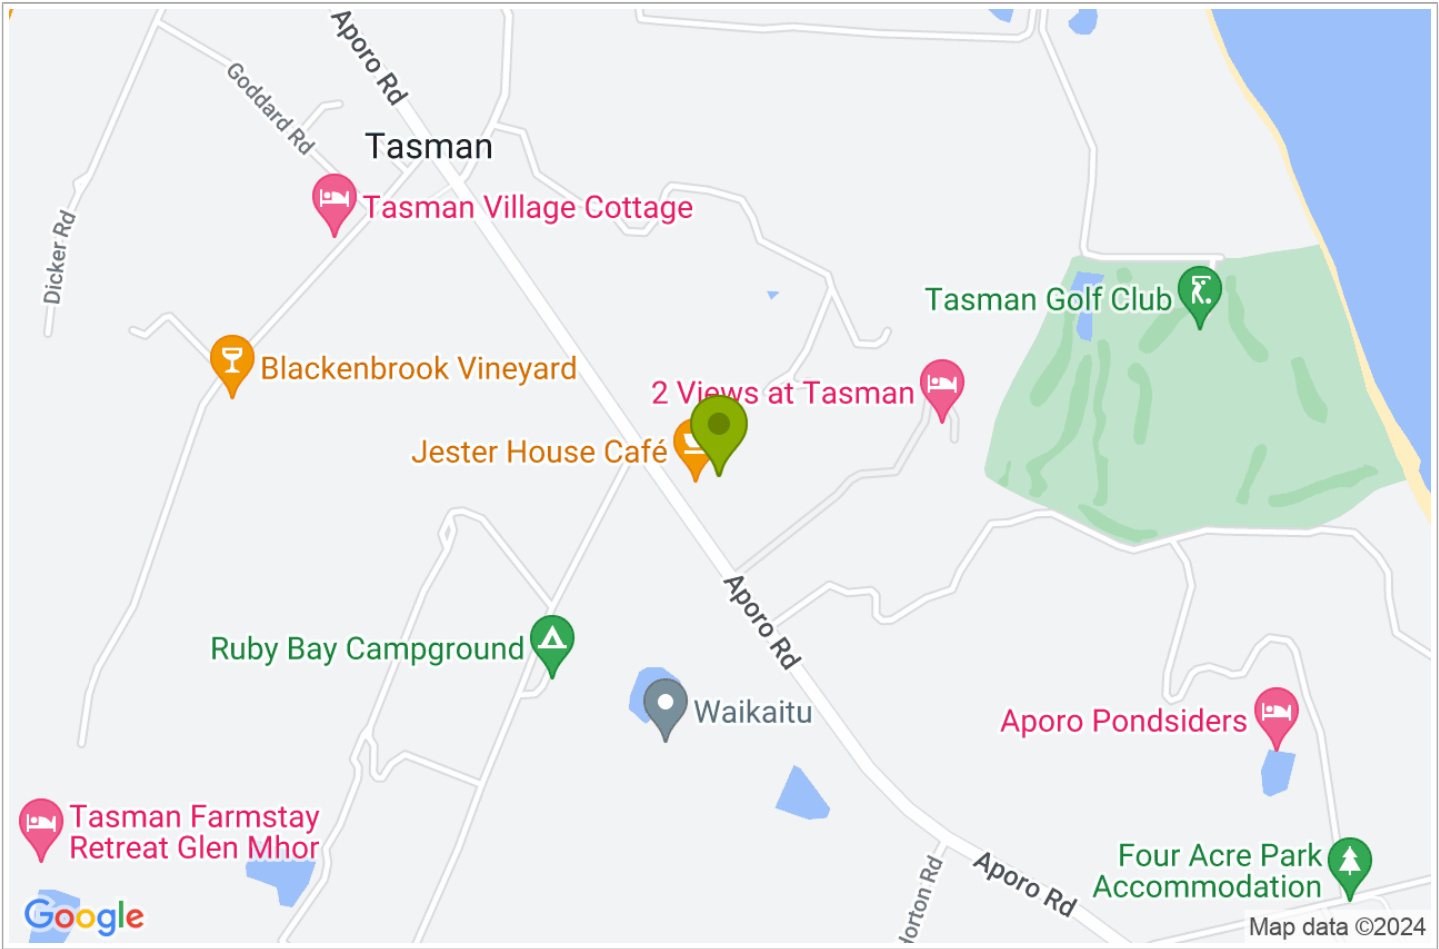 Aporo Rd
Goddard Rd
Tasman
Tasman Village Cottage
Dicker Rd
Tasman Golf Club
Blackenbrook Vineyard
2 Views at Tasman
Jester House Café
Aporo Rd
Ruby Bay Campground
Waikaitu
Aporo Pondsiders
Tasman Farmstay
Retreat Glen Mhor
Four Acre Park
Accommodation
Aporo Rd
Horton Rd
Google
Map data ©2024